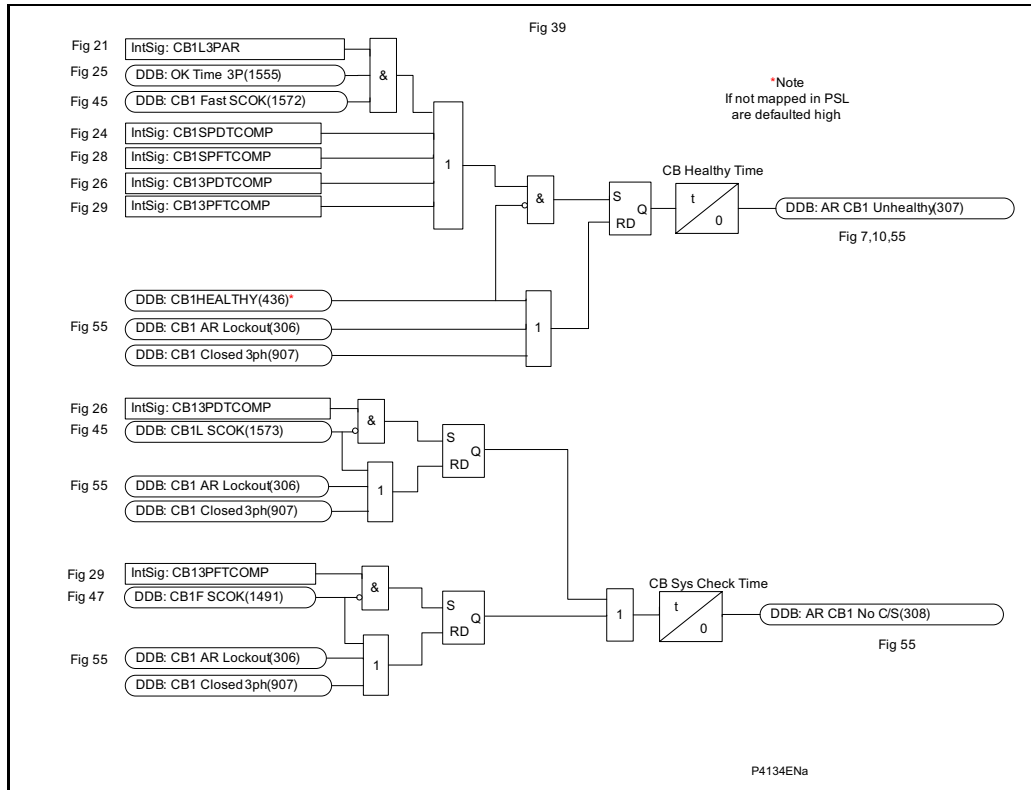 Fig 39
Fig 21
IntSig: CB1L3PAR
Fig 25
DDB: OK Time 3P(1555)
Fig 45
DDB: CB1 Fast SCOK(1572)
&
*Note
If not mapped in PSL
are defaulted high
Fig 24
IntSig: CB1SPDTCOMP
Fig 28
IntSig: CB1SPFTCOMP
Fig 26
IntSig: CB13PDTCOMP
Fig 29
IntSig: CB13PFTCOMP
1
&
S
Q
RD
CB Healthy Time
t
0
DDB: AR CB1 Unhealthy(307)
Fig 7,10,55
DDB: CB1HEALTHY(436)*
Fig 55
DDB: CB1 AR Lockout(306)
DDB: CB1 Closed 3ph(907)
1
Fig 26
IntSig: CB13PDTCOMP
Fig 45
DDB: CB1L SCOK(1573)
&
S
Q
RD
Fig 55
DDB: CB1 AR Lockout(306)
DDB: CB1 Closed 3ph(907)
1
Fig 29
IntSig: CB13PFTCOMP
Fig 47
DDB: CB1F SCOK(1491)
&
S
Q
RD
1
CB Sys Check Time
t
0
DDB: AR CB1 No C/S(308)
Fig 55
Fig 55
DDB: CB1 AR Lockout(306)
DDB: CB1 Closed 3ph(907)
1
P4134ENa